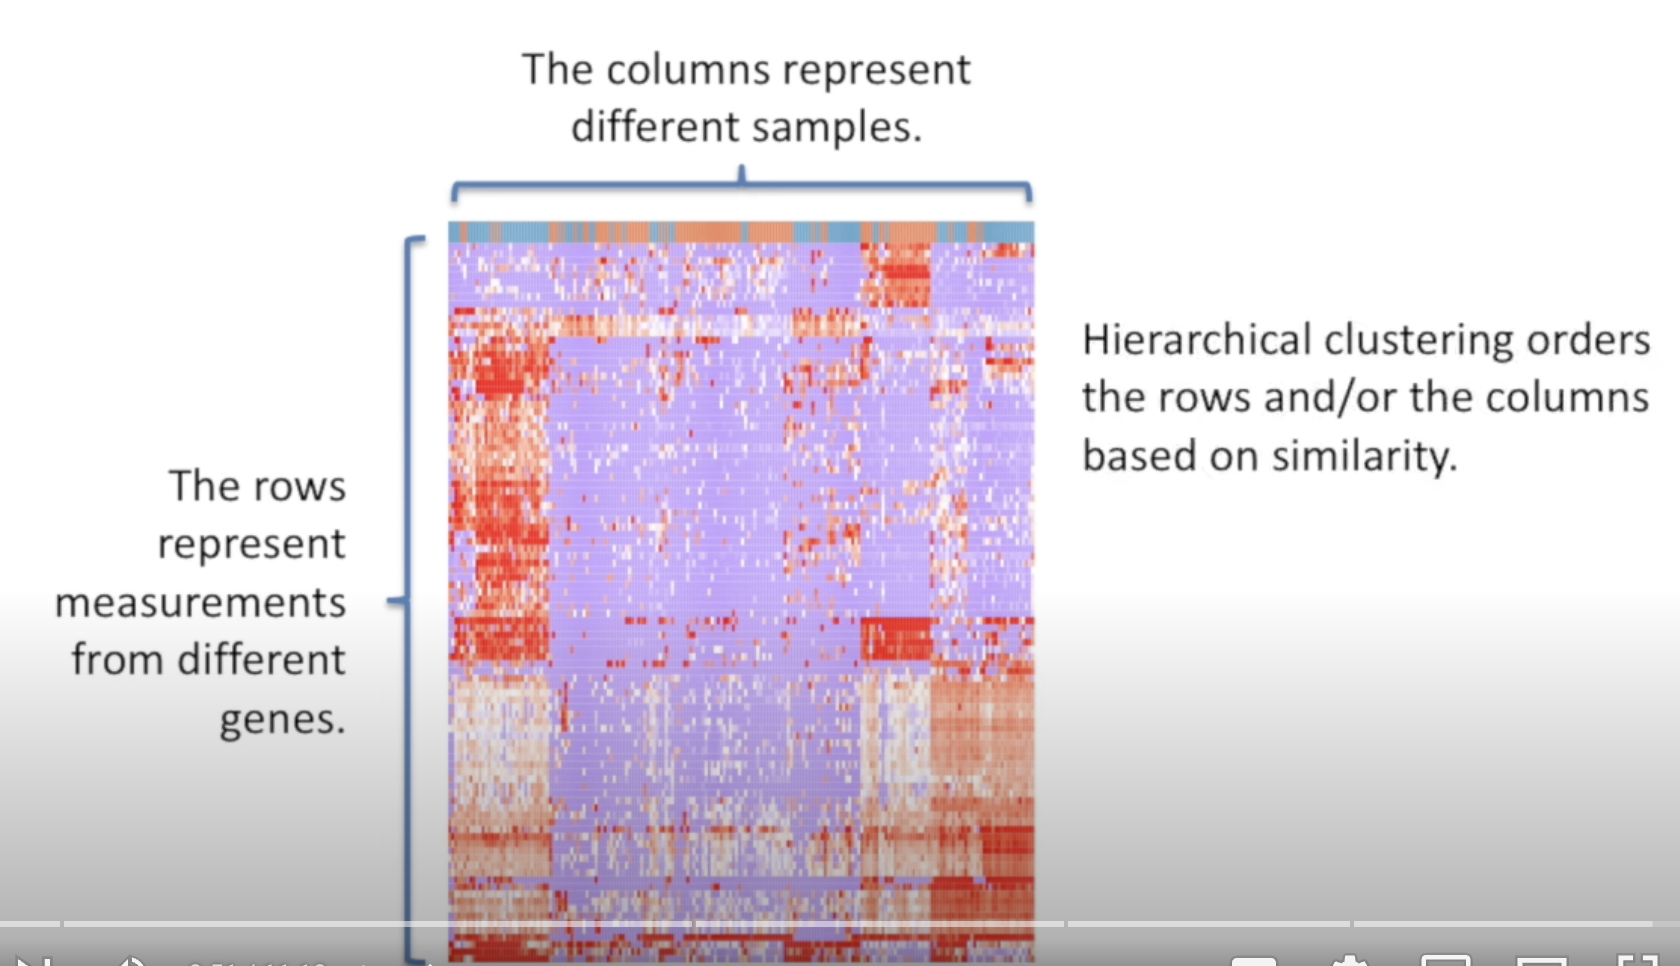 The columns represent
different samples.
Hierarchical clustering orders
the rows and/or the columns
based on similarity.
The rows
represent
measurements
from different
genes.